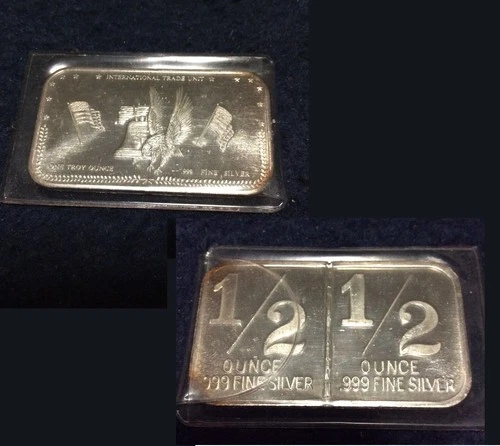 INTERNATIONAL TRADE UNIT
ONE TROY OUNCE
.999 FINE SILVER
1/2 1/2
OUNCE OUNCE
.999 FINE SILVER .999 FINE SILVER